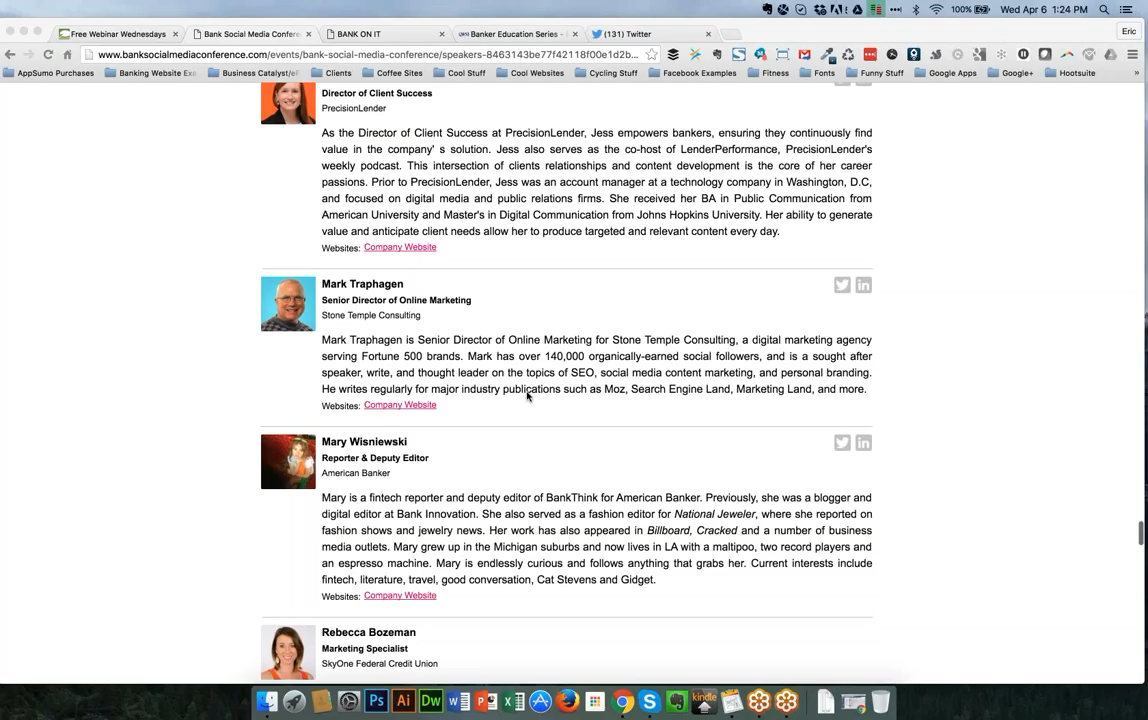 100% Wed Apr 6 1:24 PM
Free Webinar Wednesdays Bank Social Media Conferen BANK ON IT Banker Education Series - (131) Twitter Eric
www.banksocialmediaconference.com/events/bank-social-media-conference/speakers-8463143be77f42118f00e1d2b...
AppSumo Purchases Banking Website Exa Business Catalyst/eF Clients Coffee Sites Cool Stuff Cool Websites Cycling Stuff Facebook Examples Fitness Fonts Funny Stuff Google Apps Google+ Hootsuite »
Director of Client Success
PrecisionLender
As the Director of Client Success at PrecisionLender, Jess empowers bankers, ensuring they continuously find
value in the company' s solution. Jess also serves as the co-host of LenderPerformance, PrecisionLender's
weekly podcast. This intersection of clients relationships and content development is the core of her career
passions. Prior to PrecisionLender, Jess was an account manager at a technology company in Washington, D.C,
and focused on digital media and public relations firms. She received her BA in Public Communication from
American University and Master's in Digital Communication from Johns Hopkins University. Her ability to generate
value and anticipate client needs allow her to produce targeted and relevant content every day.
Websites: Company Website
Mark Traphagen
Senior Director of Online Marketing
Stone Temple Consulting
Mark Traphagen is Senior Director of Online Marketing for Stone Temple Consulting, a digital marketing agency
serving Fortune 500 brands. Mark has over 140,000 organically-earned social followers, and is a sought after
speaker, write, and thought leader on the topics of SEO, social media content marketing, and personal branding.
He writes regularly for major industry publications such as Moz, Search Engine Land, Marketing Land, and more.
Websites: Company Website
Mary Wisniewski
Reporter & Deputy Editor
American Banker
Mary is a fintech reporter and deputy editor of BankThink for American Banker. Previously, she was a blogger and
digital editor at Bank Innovation. She also served as a fashion editor for National Jeweler, where she reported on
fashion shows and jewelry news. Her work has also appeared in Billboard, Cracked and a number of business
media outlets. Mary grew up in the Michigan suburbs and now lives in LA with a maltipoo, two record players and
an espresso machine. Mary is endlessly curious and follows anything that grabs her. Current interests include
fintech, literature, travel, good conversation, Cat Stevens and Gidget.
Websites: Company Website
Rebecca Bozeman
Marketing Specialist
SkyOne Federal Credit Union
Ps Ai Dw kindle